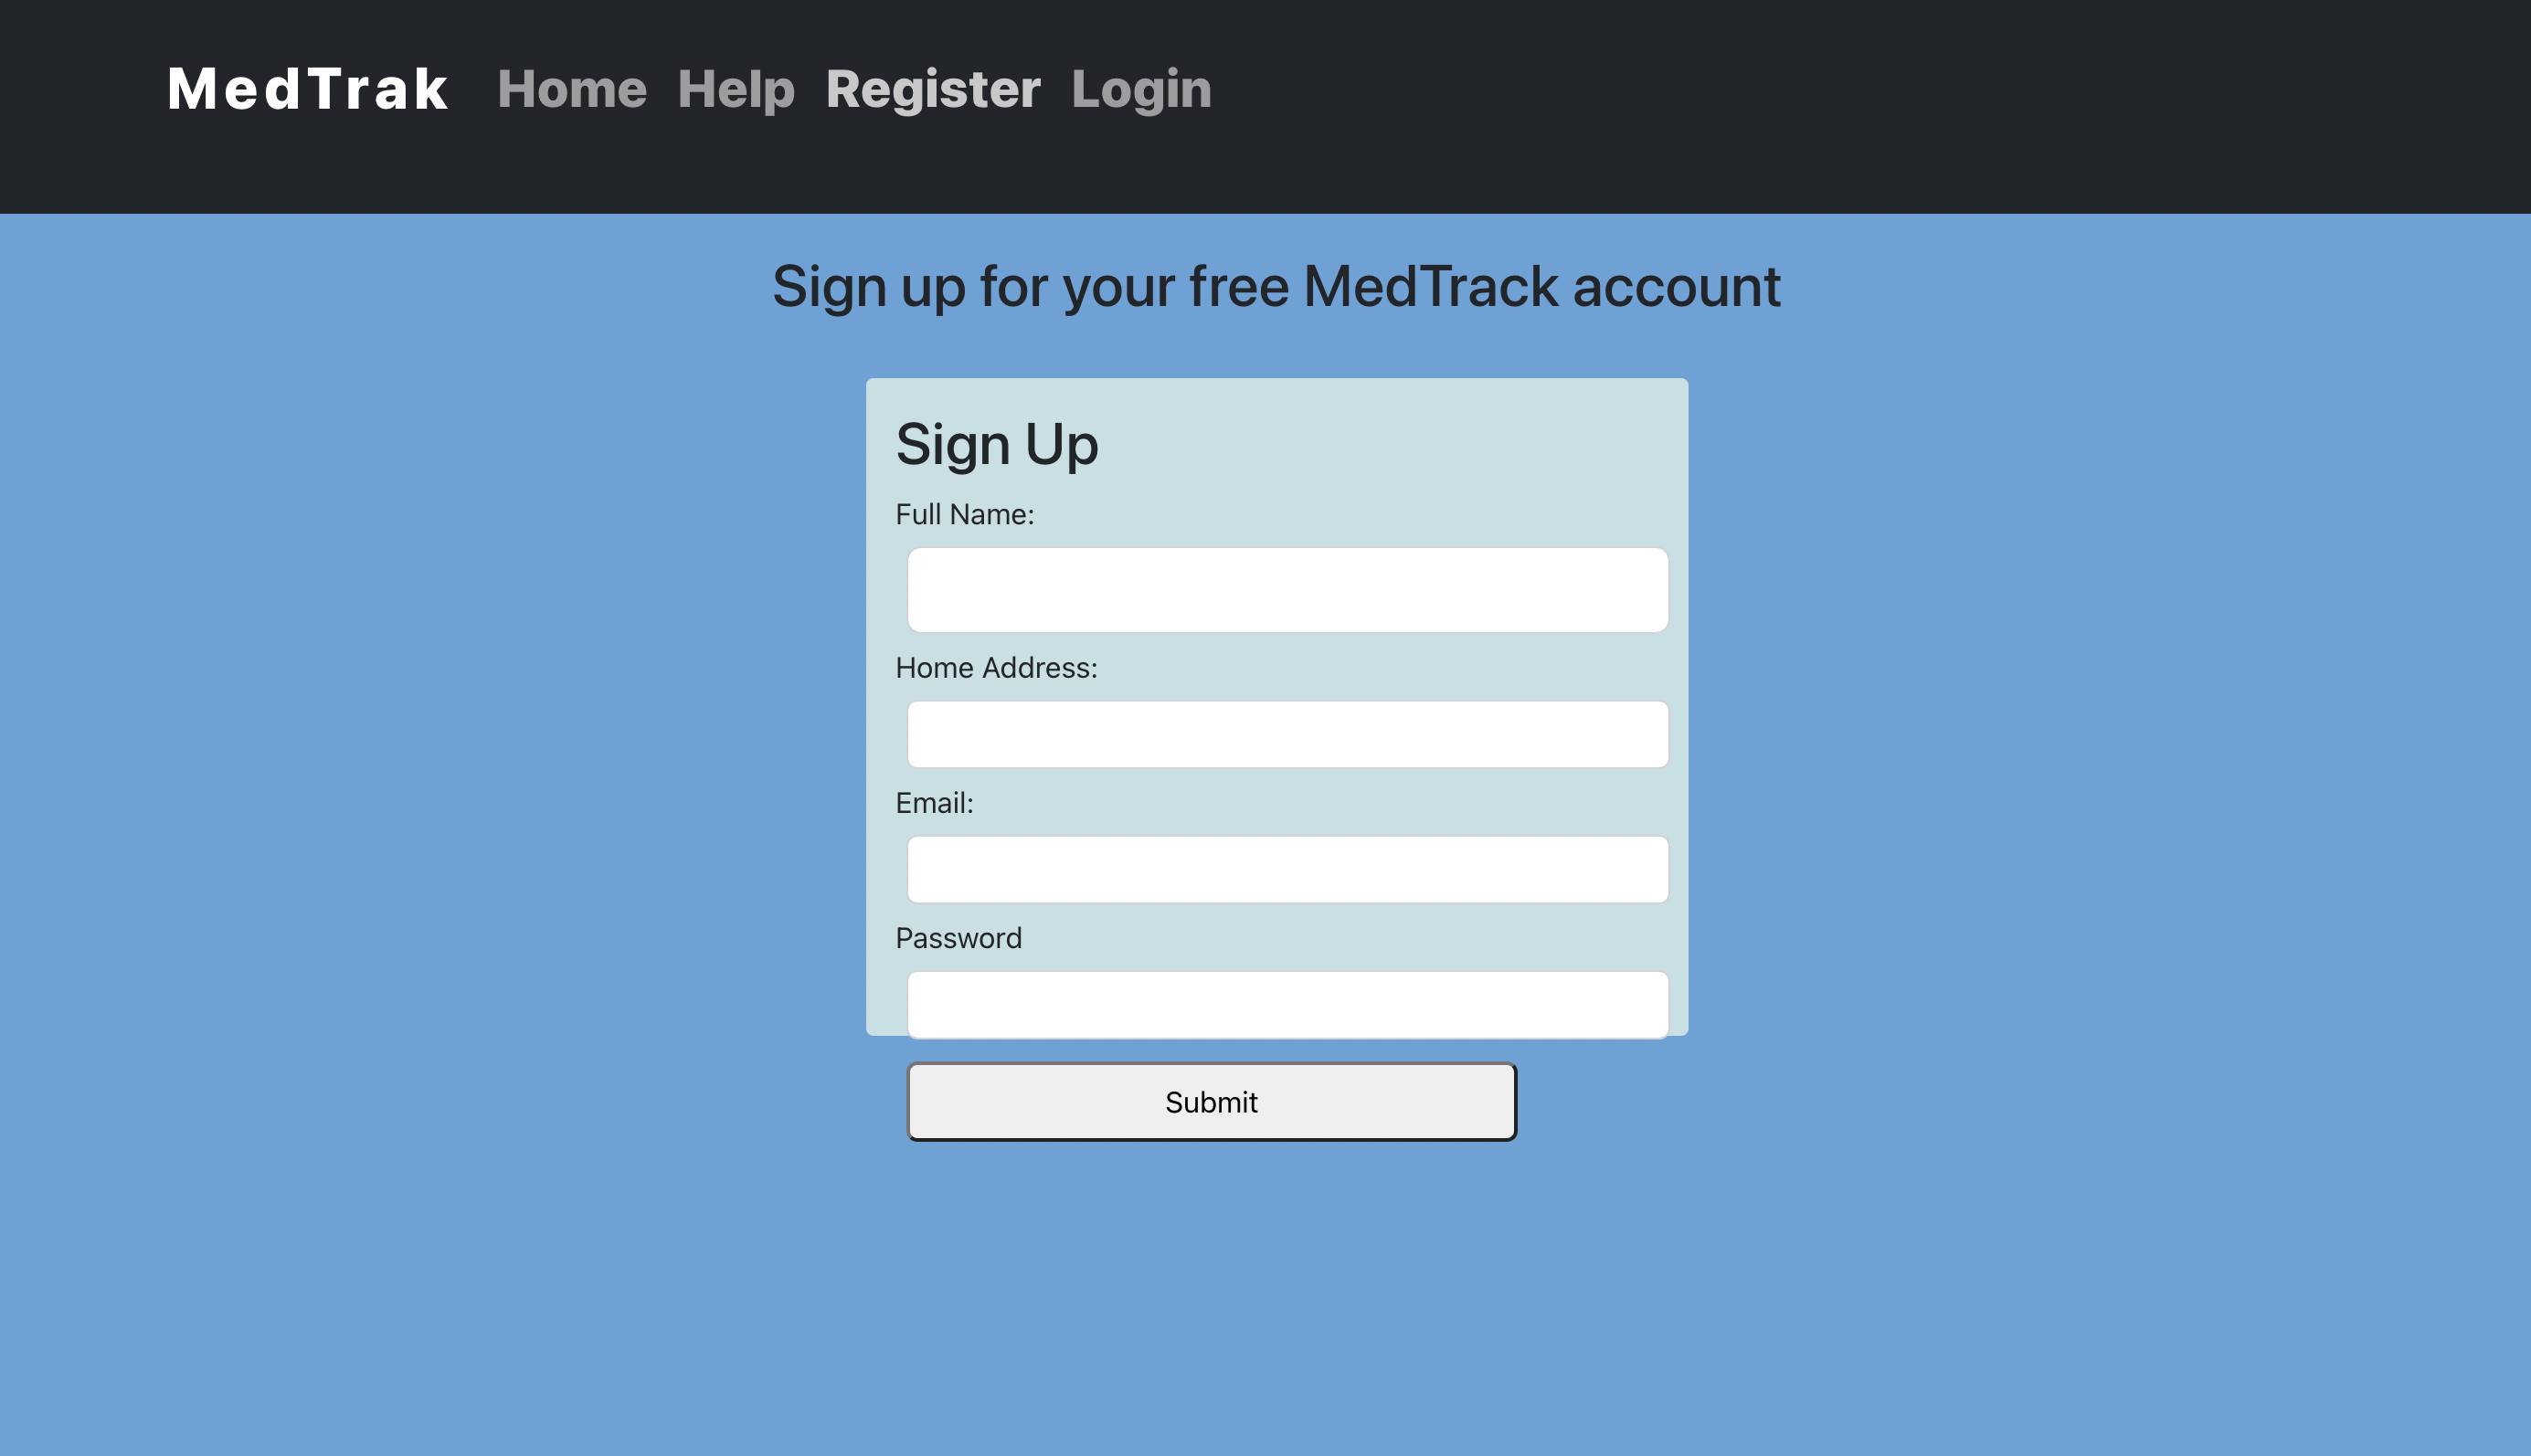 MedTrak Home Help Register Login
Sign up for your free MedTrack account
Sign Up
Full Name:
Home Address:
Email:
Password
Submit